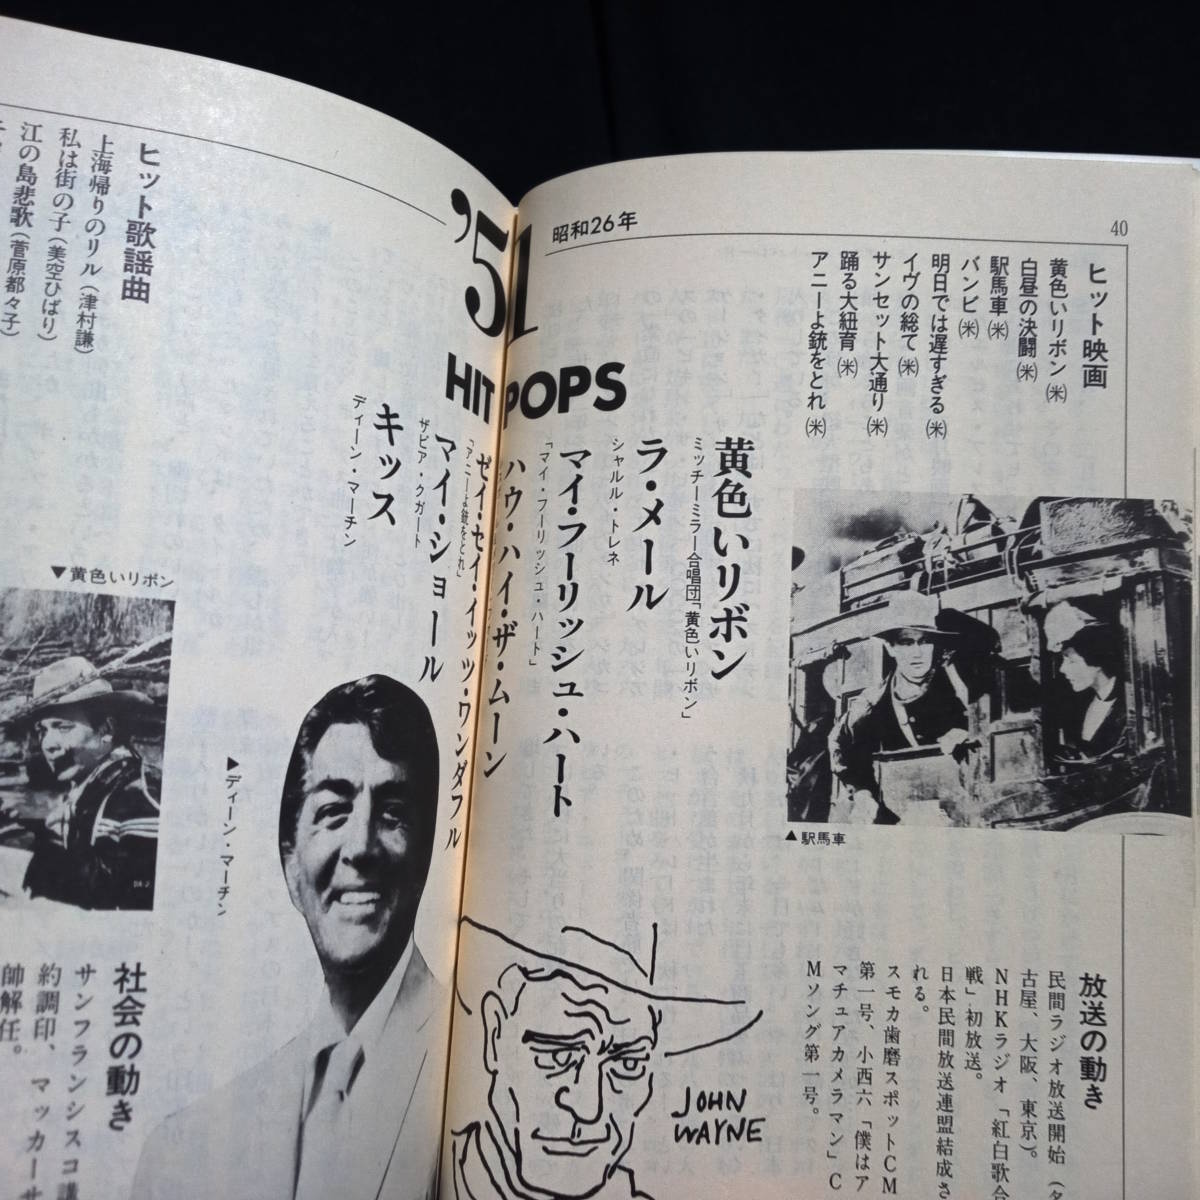 40
昭和26年
'51
HIT POPS
ヒット映画
黄色いリボン㊍
白昼の決闘(米)
駅馬車(米)
バンビ(米)
明日では遅すぎる(米)
イヴの総て(米)
サンセット大通り(米)
踊る大紐育(米)
アニーよ銃をとれ(米)
黄色いリボン
ミッチーミラー合唱団「黄色いリボン」
ラ・メール
シャルル・トレネ
マイ・フーリッシュ・ハート
「マイ・フーリッシュ・ハート」
ハウ・ハイ・ザ・ムーン
ゼイ・セイ・イッツ・ワンダフル
「アニーよ銃をとれ」
マイ・ショール
ザビア・クガート
キッス
ディーン・マーチン
▲駅馬車
放送の動き
民間ラジオ放送開始（名
古屋、大阪、東京）。
NHKラジオ「紅白歌合
戦」初放送。
日本民間放送連盟結成さ
れる。
スモカ歯磨スポットCM
第一号、小西六「僕はア
マチュアカメラマン」C
Mソング第一号。
JOHN
WAYNE
ヒット歌謡曲
上海帰りのリル（津村謙）
私は街の子（美空ひばり）
江の島悲歌（菅原都々子）
▼黄色いリボン
▶ディーン・マーチン
社会の動き
サンフランシスコ講
約調印、マッカーサ
師解任。